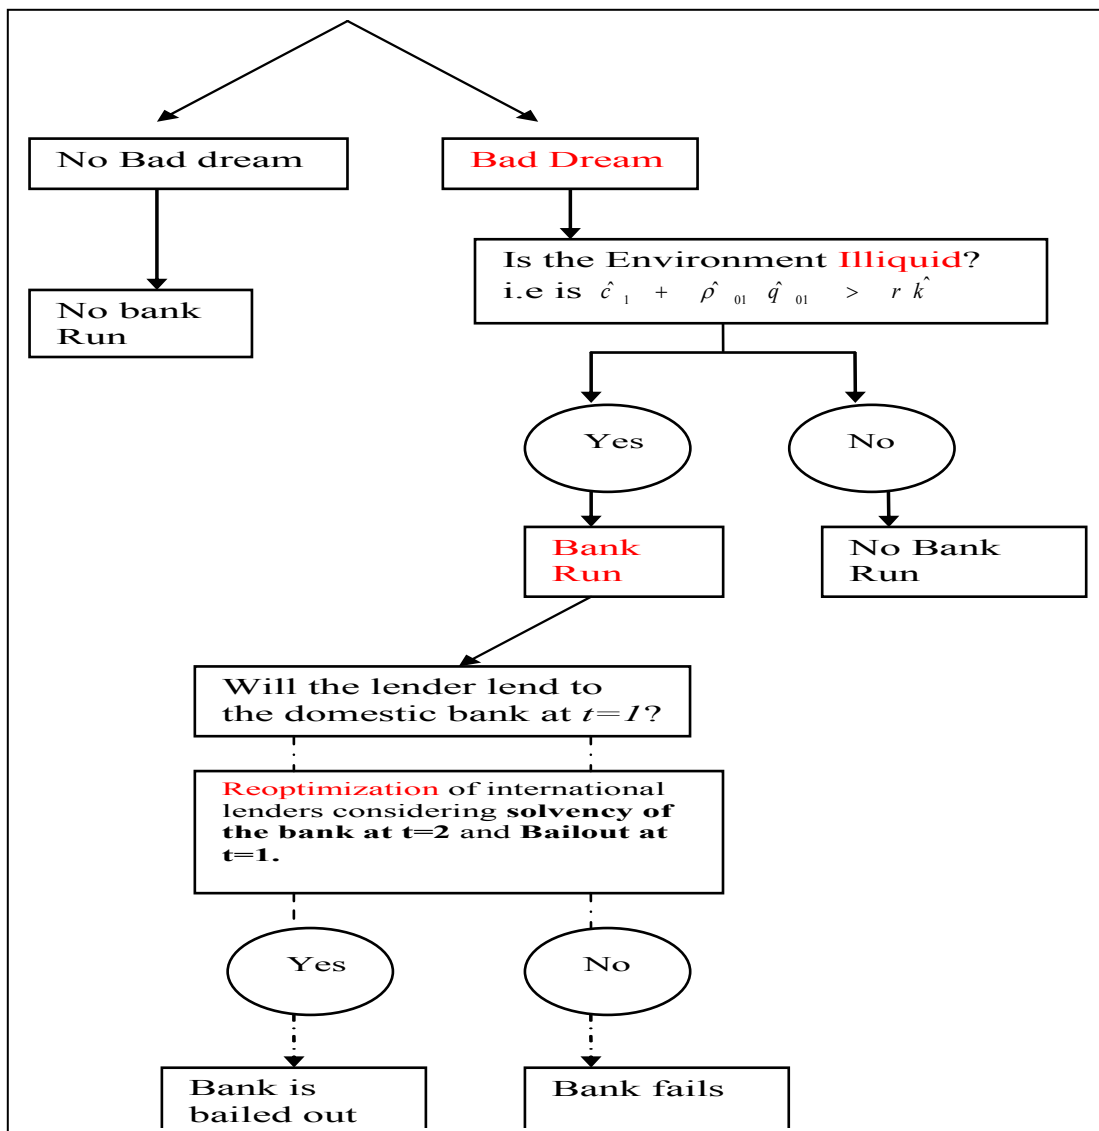 No Bad dream
Bad Dream
Is the Environment Illiquid?
i.e is ĉ₁ + ρ̂₀₁ q̂₀₁ > r k̂
No bank
Run
Yes
No
Bank
Run
No Bank
Run
Will the lender lend to
the domestic bank at t=1?
Reoptimization of international
lenders considering solvency
of the bank at t=2 and Bailout at
t=1.
Yes
No
Bank is
bailed out
Bank fails